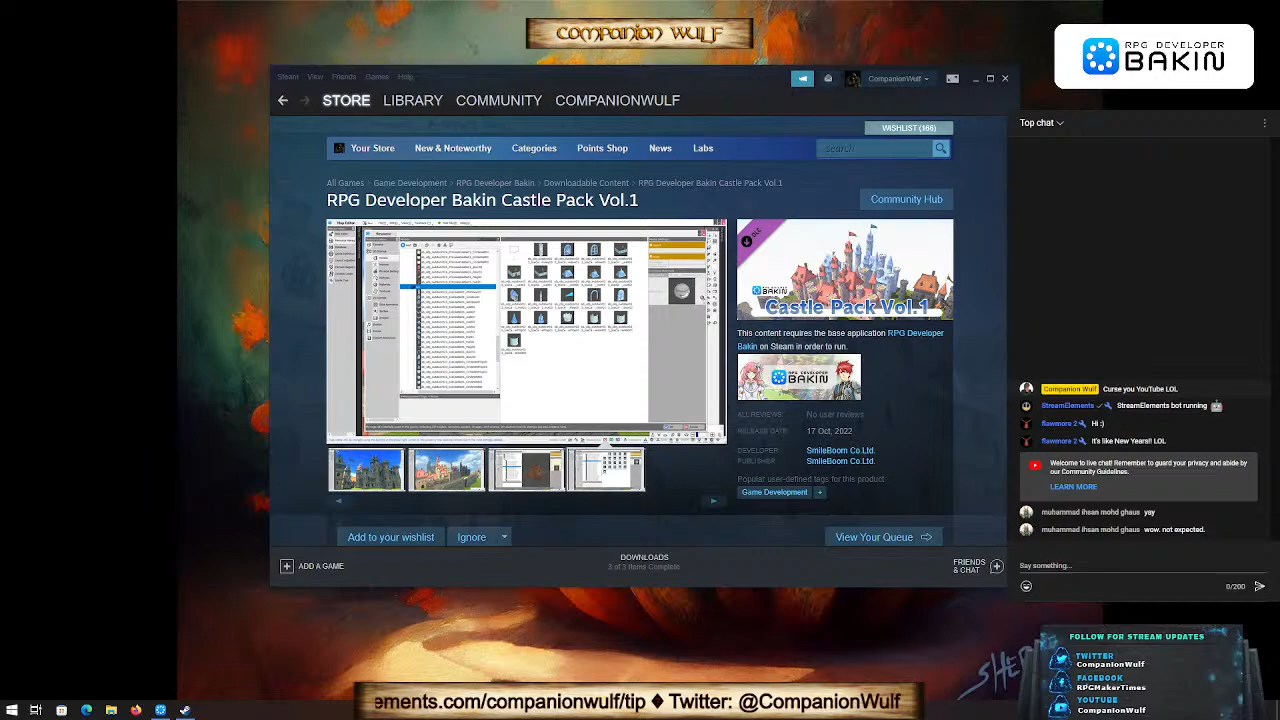 COMPANION WULF
RPG DEVELOPER
BAKIN
Steam View Friends Games Help
CompanionWulf
STORE LIBRARY COMMUNITY COMPANIONWULF
WISHLIST (166)
Your Store New & Noteworthy Categories Points Shop News Labs
Search
All Games > Game Development > RPG Developer Bakin > Downloadable Content > RPG Developer Bakin Castle Pack Vol.1
RPG Developer Bakin Castle Pack Vol.1
Community Hub
DLC
RPG DEVELOPER
BAKIN
Castle Pack Vol.1
This content requires the base application RPG Developer
Bakin on Steam in order to run.
RPG DEVELOPER
BAKIN
ALL REVIEWS: No user reviews
RELEASE DATE: 17 Oct, 2022
DEVELOPER: SmileBoom Co.Ltd.
PUBLISHER: SmileBoom Co.Ltd.
Popular user-defined tags for this product:
Game Development +
Add to your wishlist
Ignore
View Your Queue
ADD A GAME
DOWNLOADS
3 of 3 Items Complete
FRIENDS
& CHAT
Top chat
Companion Wulf Curse you YouTube LOL
StreamElements StreamElements bot running
flawmore 2 Hi :)
flawmore 2 It's like New Years!! LOL
Welcome to live chat! Remember to guard your privacy and abide by
our Community Guidelines.
LEARN MORE
muhammad ihsan mohd ghaus yay
muhammad ihsan mohd ghaus wow. not expected.
Say something...
0/200
FOLLOW FOR STREAM UPDATES
TWITTER
CompanionWulf
FACEBOOK
RPGMakerTimes
YOUTUBE
CompanionWulf
ements.com/companionwulf/tip ♦ Twitter: @CompanionWulf